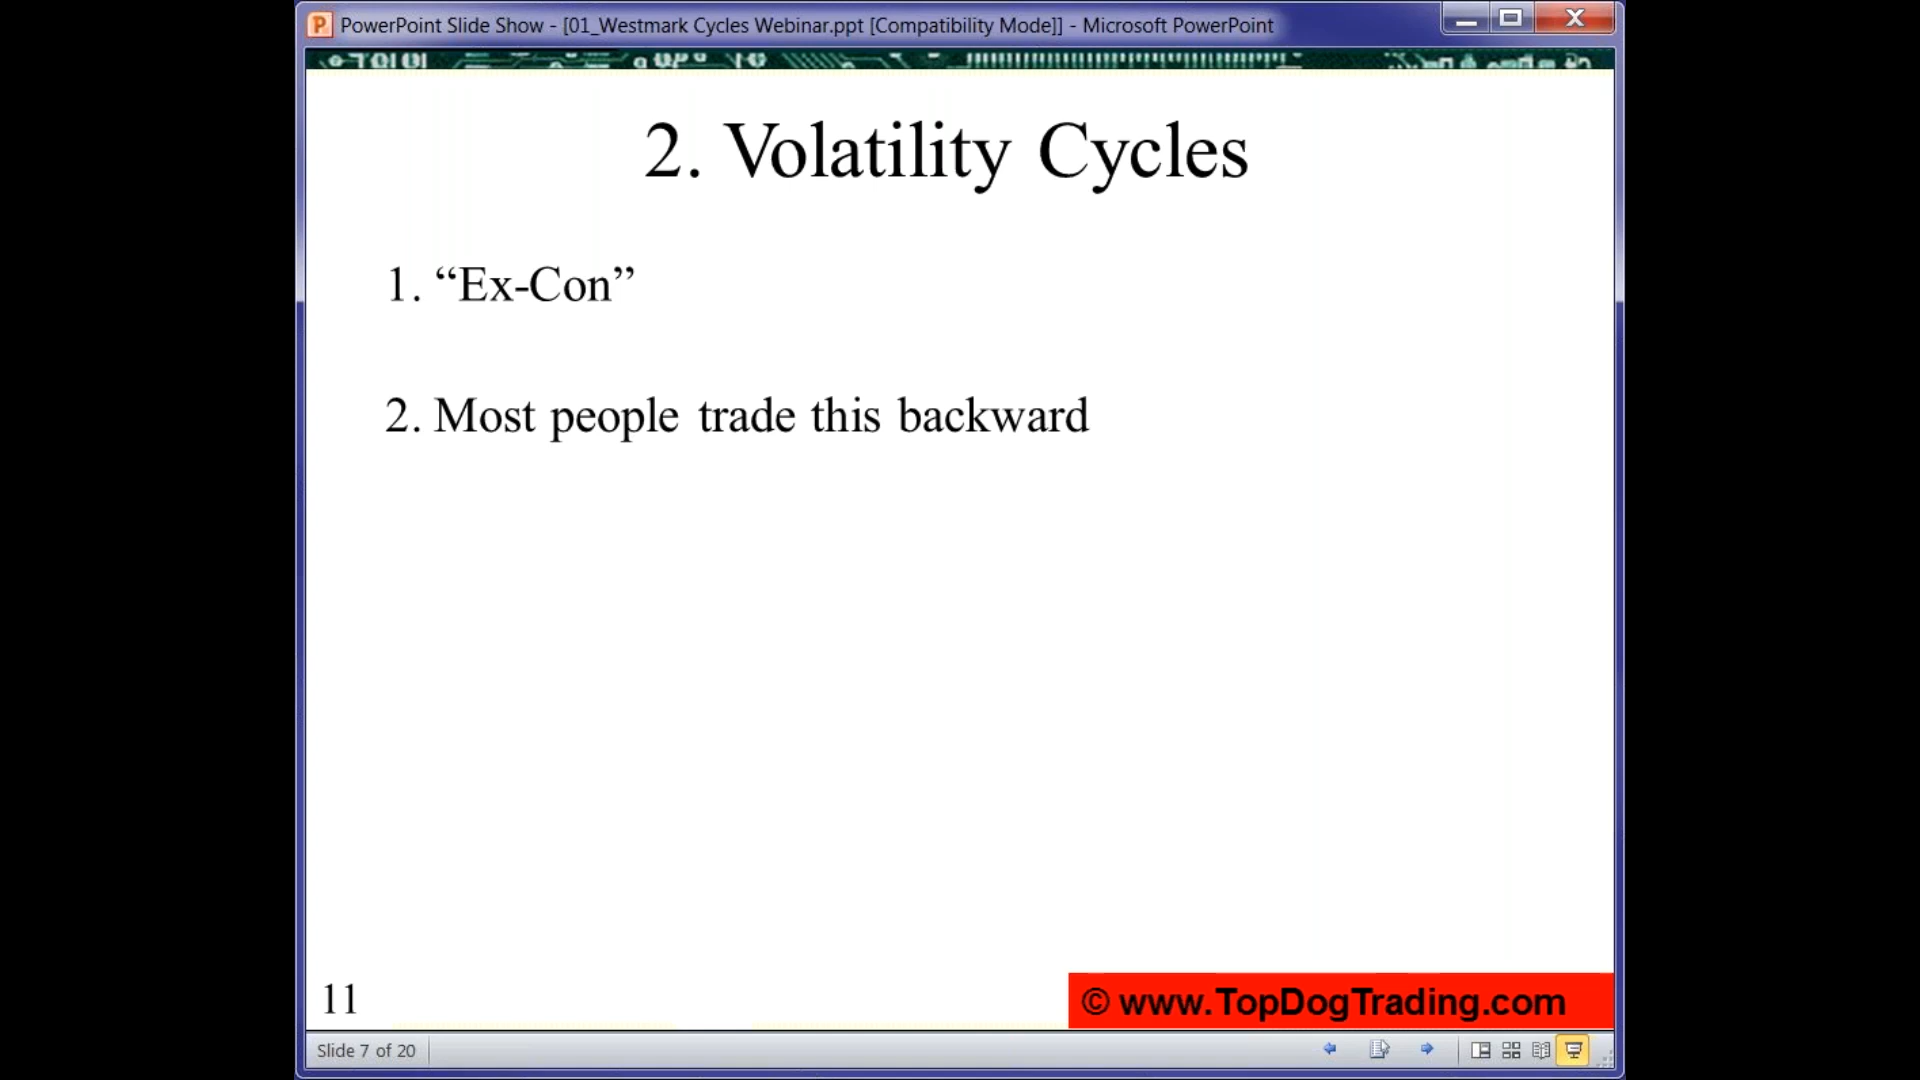 PowerPoint Slide Show - [01_Westmark Cycles Webinar.ppt [Compatibility Mode]] - Microsoft PowerPoint
2. Volatility Cycles
1. “Ex-Con”
2. Most people trade this backward
11
© www.TopDogTrading.com
Slide 7 of 20